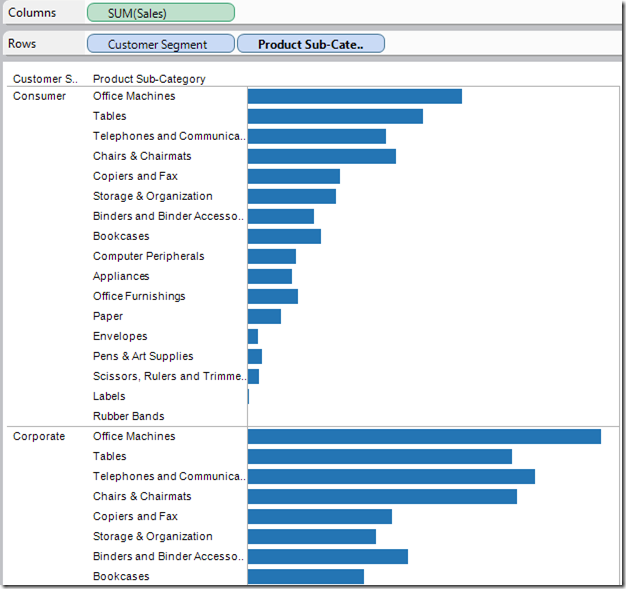 Columns SUM(Sales)
Rows Customer Segment Product Sub-Cate..
Customer S.. Product Sub-Category
Consumer Office Machines
Tables
Telephones and Communica..
Chairs & Chairmats
Copiers and Fax
Storage & Organization
Binders and Binder Accesso..
Bookcases
Computer Peripherals
Appliances
Office Furnishings
Paper
Envelopes
Pens & Art Supplies
Scissors, Rulers and Trimme..
Labels
Rubber Bands
Corporate Office Machines
Tables
Telephones and Communica..
Chairs & Chairmats
Copiers and Fax
Storage & Organization
Binders and Binder Accesso..
Bookcases